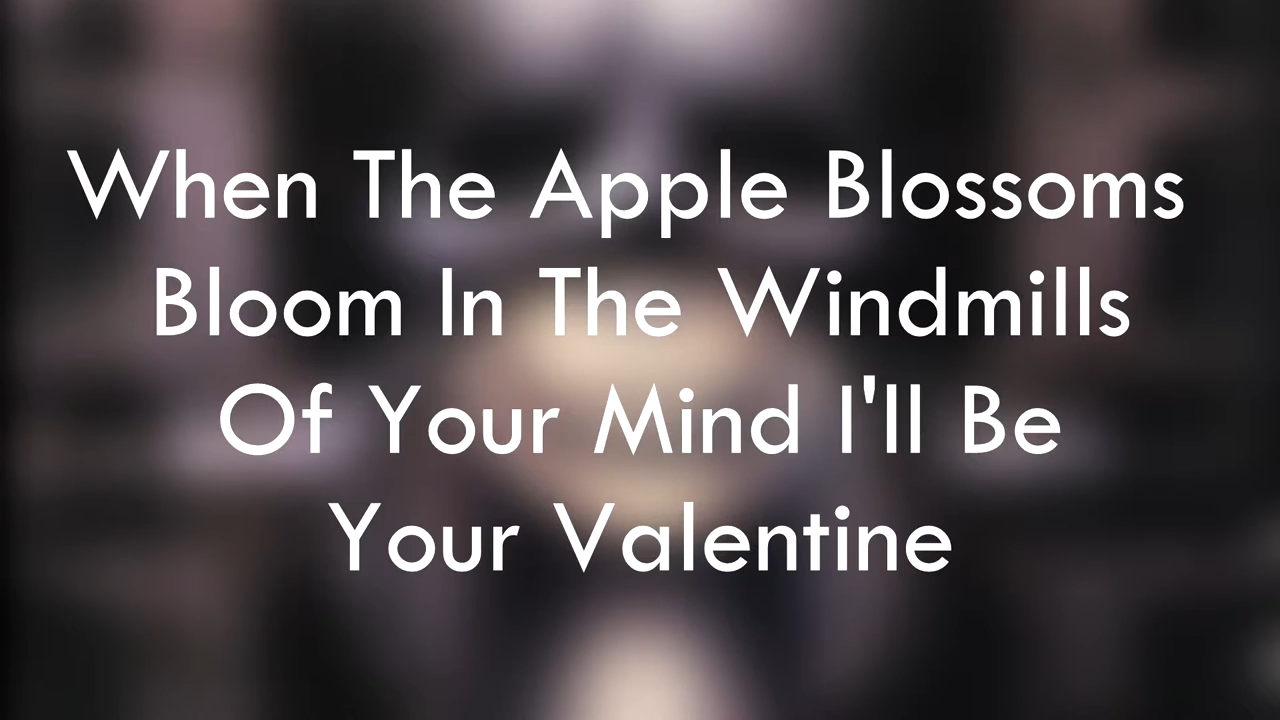 When The Apple Blossoms
Bloom In The Windmills
Of Your Mind I'll Be
Your Valentine